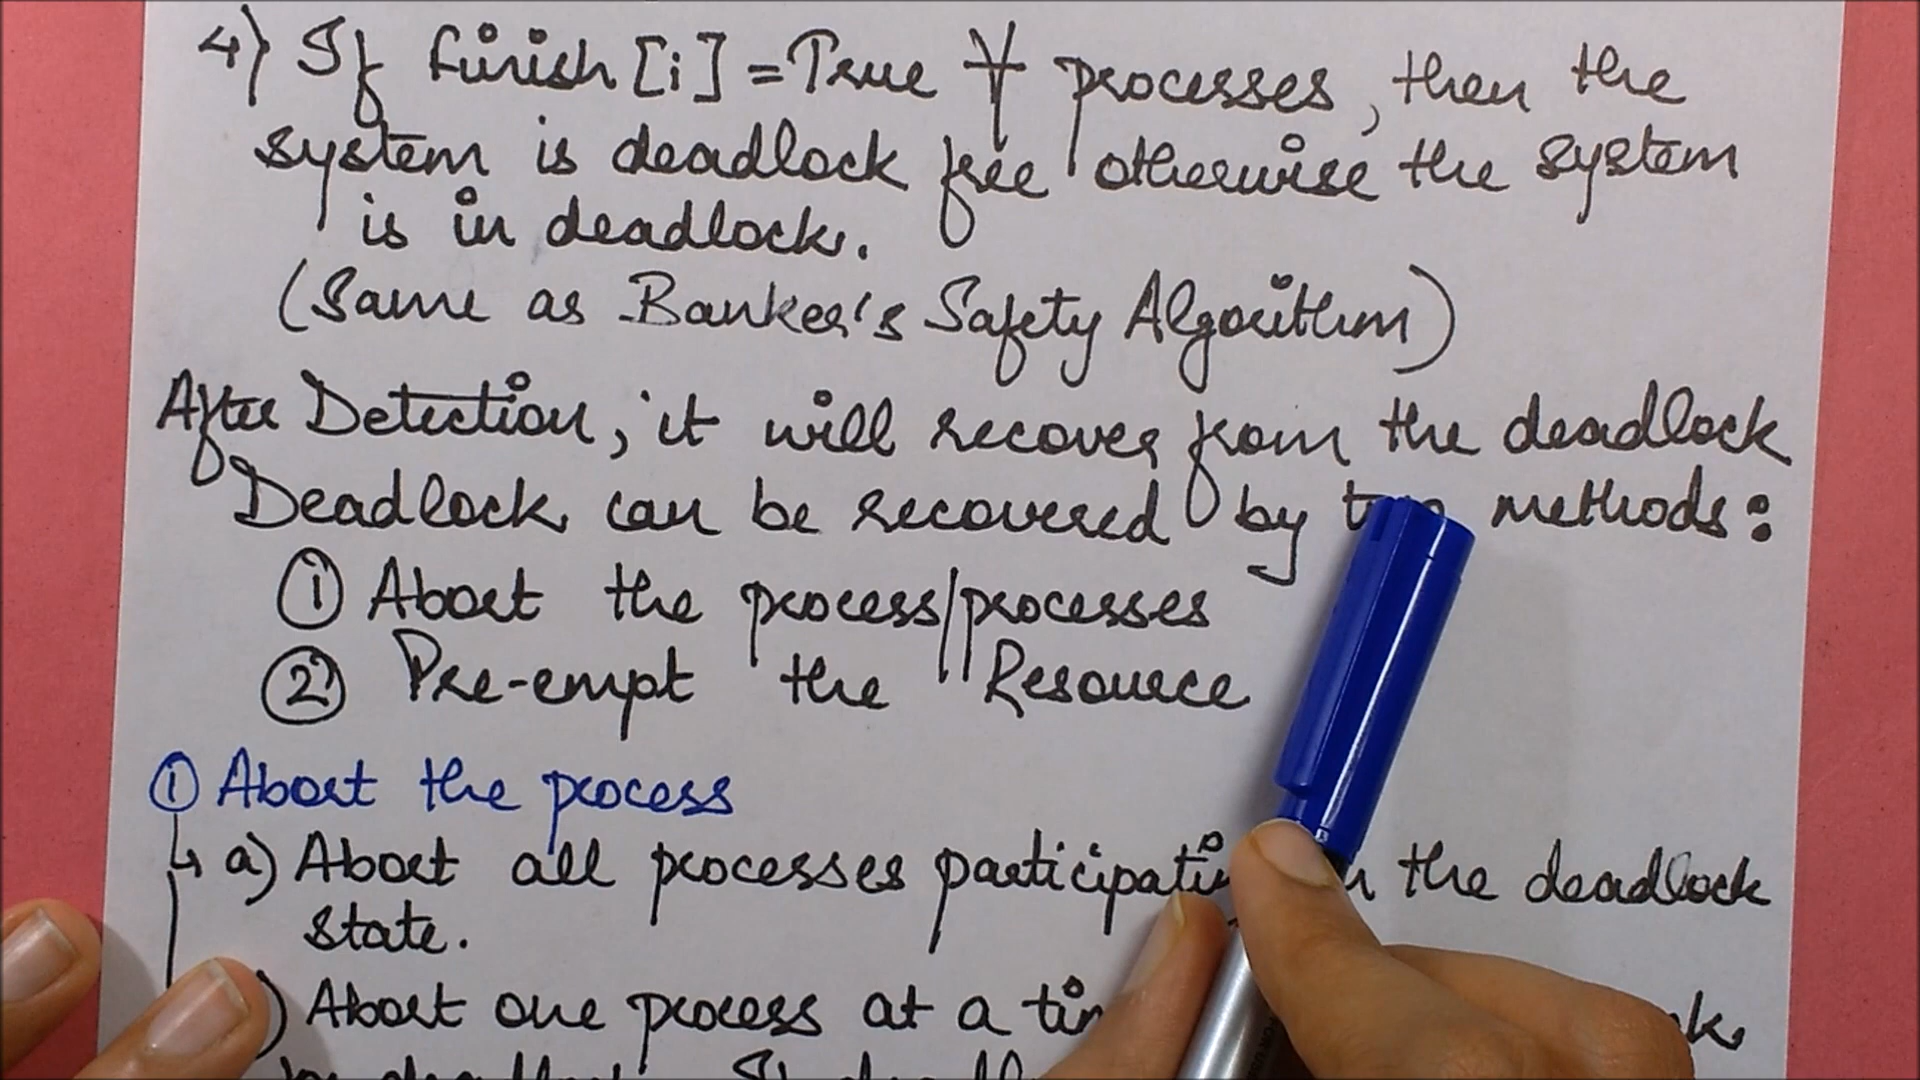 4) If finish[i]=True ∀ processes, then the
system is deadlock free otherwise the system
is in deadlock.
(Same as Banker's Safety Algorithm)
After Detection, it will recover from the deadlock
Deadlock can be recovered by two methods:
① Abort the process/processes
② Pre-empt the Resource
① Abort the process
↳ a) Abort all processes participating in the deadlock
state.
) Abort one process at a